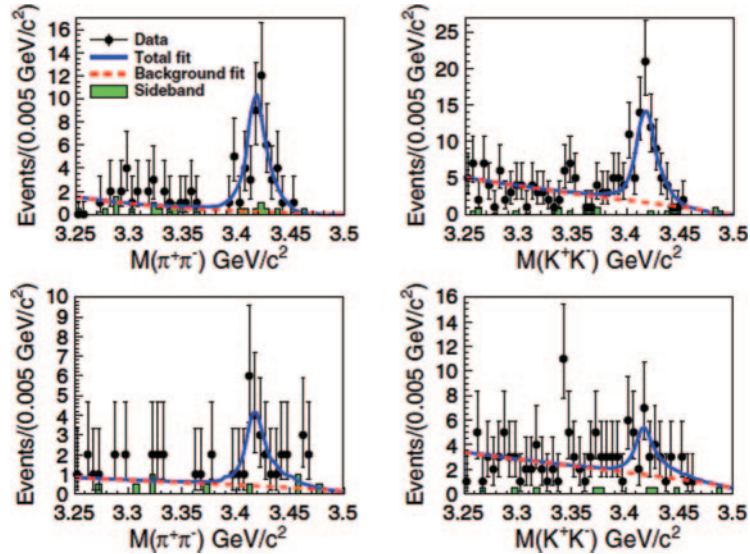 Events/(0.005 GeV/c²)
16
14
12
10
8
6
4
2
0
Data
Total fit
Background fit
Sideband
3.25 3.3 3.35 3.4 3.45 3.5
M(π⁺π⁻) GeV/c²
Events/(0.005 GeV/c²)
25
20
15
10
5
0
3.25 3.3 3.35 3.4 3.45 3.5
M(K⁺K⁻) GeV/c²
Events/(0.005 GeV/c²)
10
9
8
7
6
5
4
3
2
1
0
3.25 3.3 3.35 3.4 3.45 3.5
M(π⁺π⁻) GeV/c²
Events/(0.005 GeV/c²)
16
14
12
10
8
6
4
2
0
3.25 3.3 3.35 3.4 3.45 3.5
M(K⁺K⁻) GeV/c²